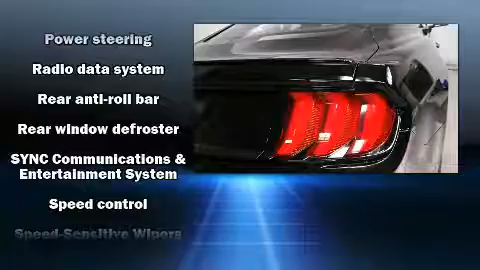 Power steering
Radio data system
Rear anti-roll bar
Rear window defroster
SYNC Communications &
Entertainment System
Speed control
Speed-Sensitive Wipers